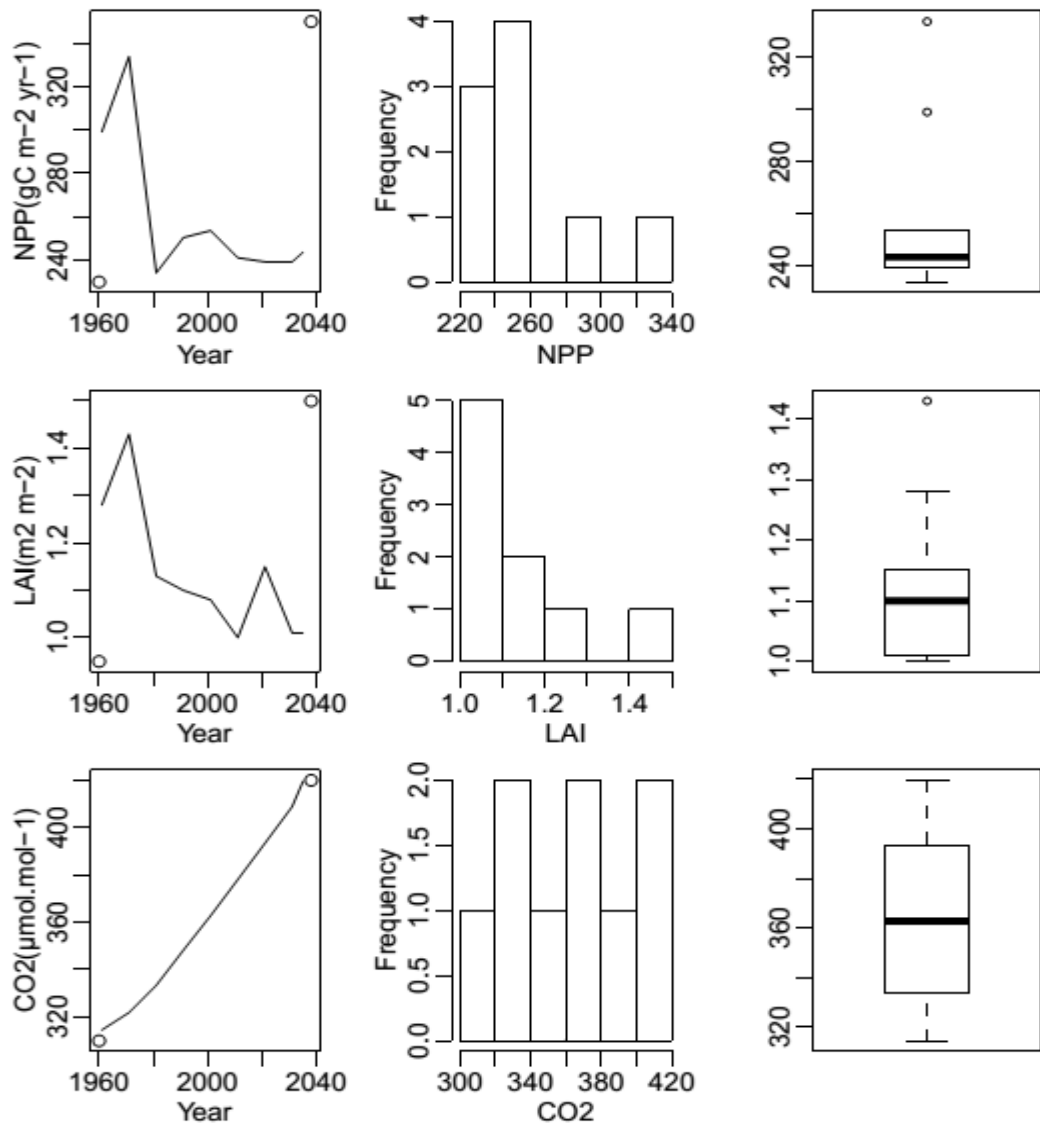 NPP(gC m−2 yr−1)
240 280 320
1960 2000 2040
Year
Frequency
0 1 2 3 4
220 260 300 340
NPP
240 280 320
LAI(m2 m−2)
1.0 1.2 1.4
1960 2000 2040
Year
Frequency
0 1 2 3 4 5
1.0 1.2 1.4
LAI
1.0 1.1 1.2 1.3 1.4
CO2(µmol.mol−1)
320 360 400
1960 2000 2040
Year
Frequency
0.0 0.5 1.0 1.5 2.0
300 340 380 420
CO2
320 360 400